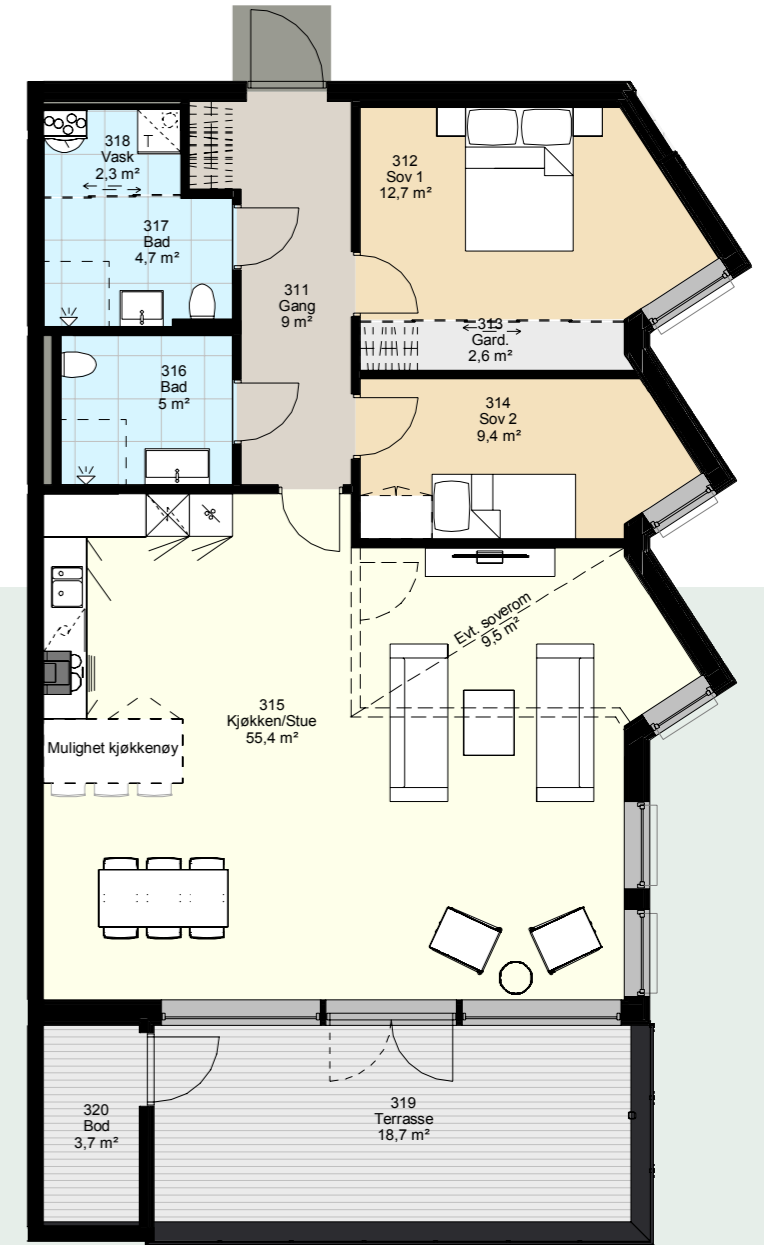 318
Vask
2,3 m²
T
317
Bad
4,7 m²
312
Sov 1
12,7 m²
311
Gang
9 m²
313
Gard.
2,6 m²
316
Bad
5 m²
314
Sov 2
9,4 m²
Evt. soverom
9,5 m²
315
Kjøkken/Stue
55,4 m²
Mulighet kjøkkenøy
320
Bod
3,7 m²
319
Terrasse
18,7 m²